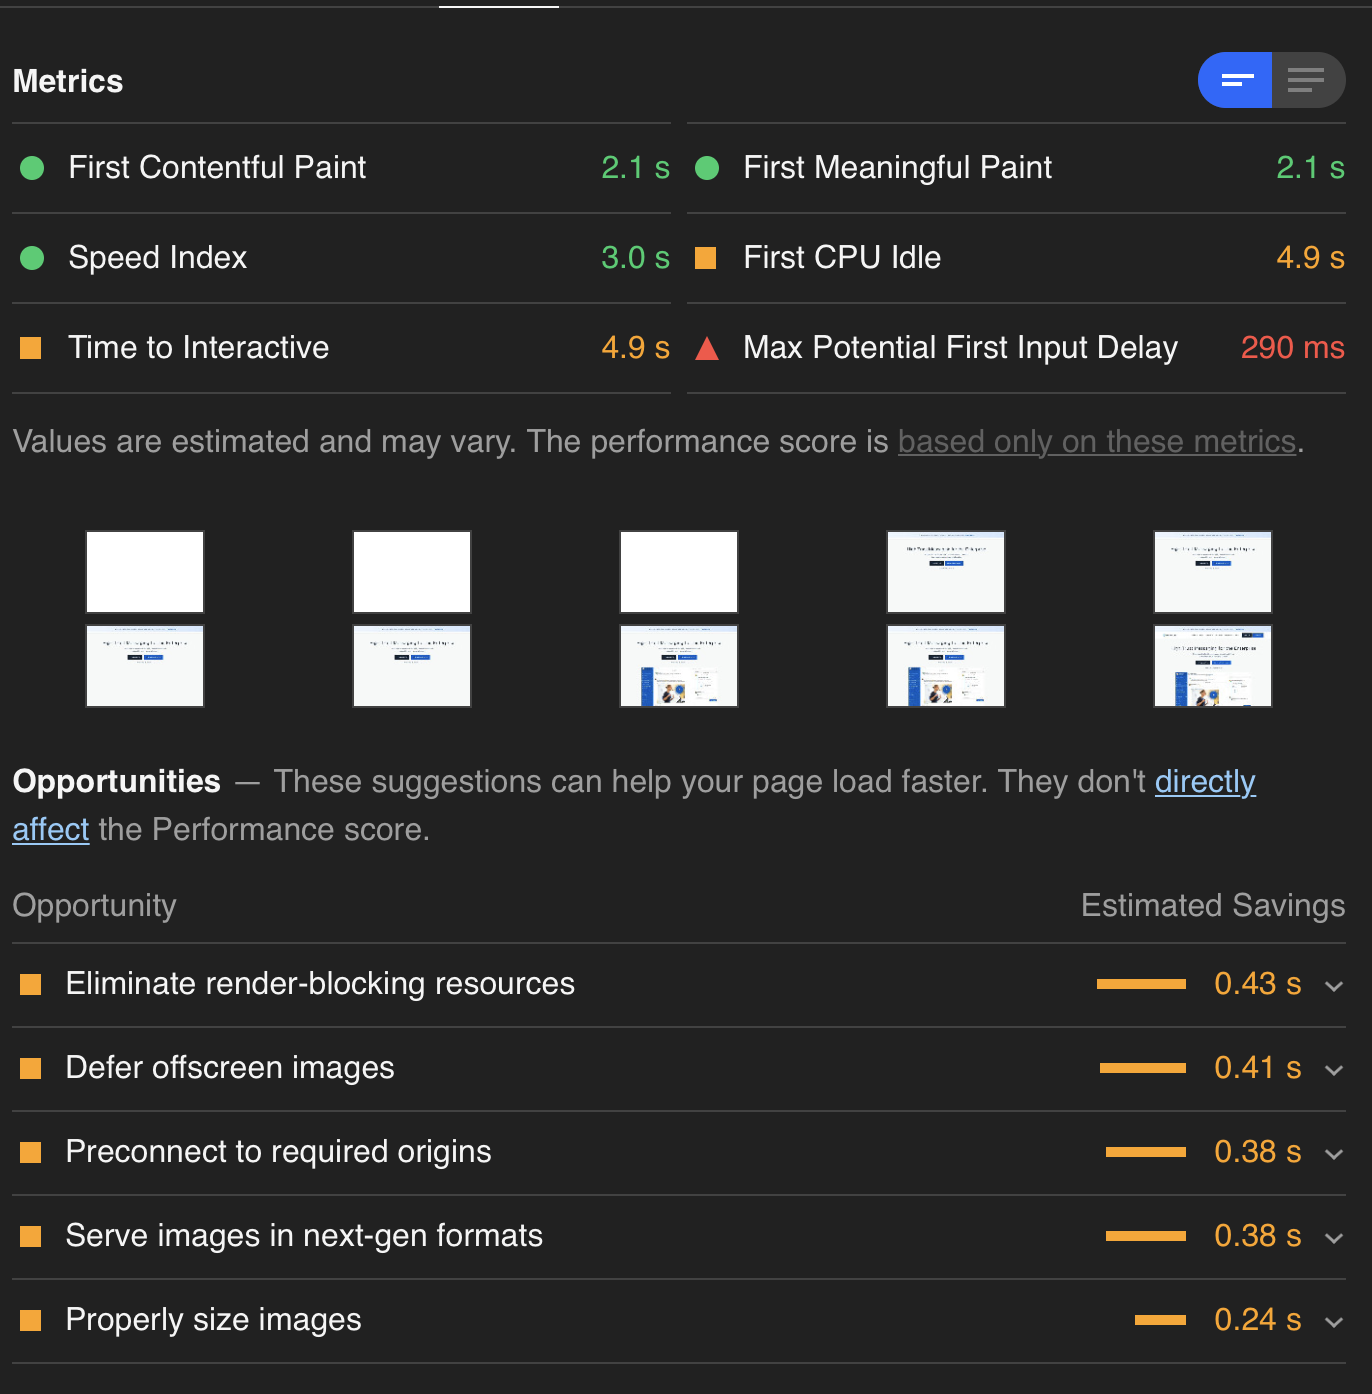 Metrics
First Contentful Paint 2.1 s
First Meaningful Paint 2.1 s
Speed Index 3.0 s
First CPU Idle 4.9 s
Time to Interactive 4.9 s
Max Potential First Input Delay 290 ms
Values are estimated and may vary. The performance score is based only on these metrics.
Opportunities — These suggestions can help your page load faster. They don't directly
affect the Performance score.
Opportunity Estimated Savings
Eliminate render-blocking resources 0.43 s
Defer offscreen images 0.41 s
Preconnect to required origins 0.38 s
Serve images in next-gen formats 0.38 s
Properly size images 0.24 s